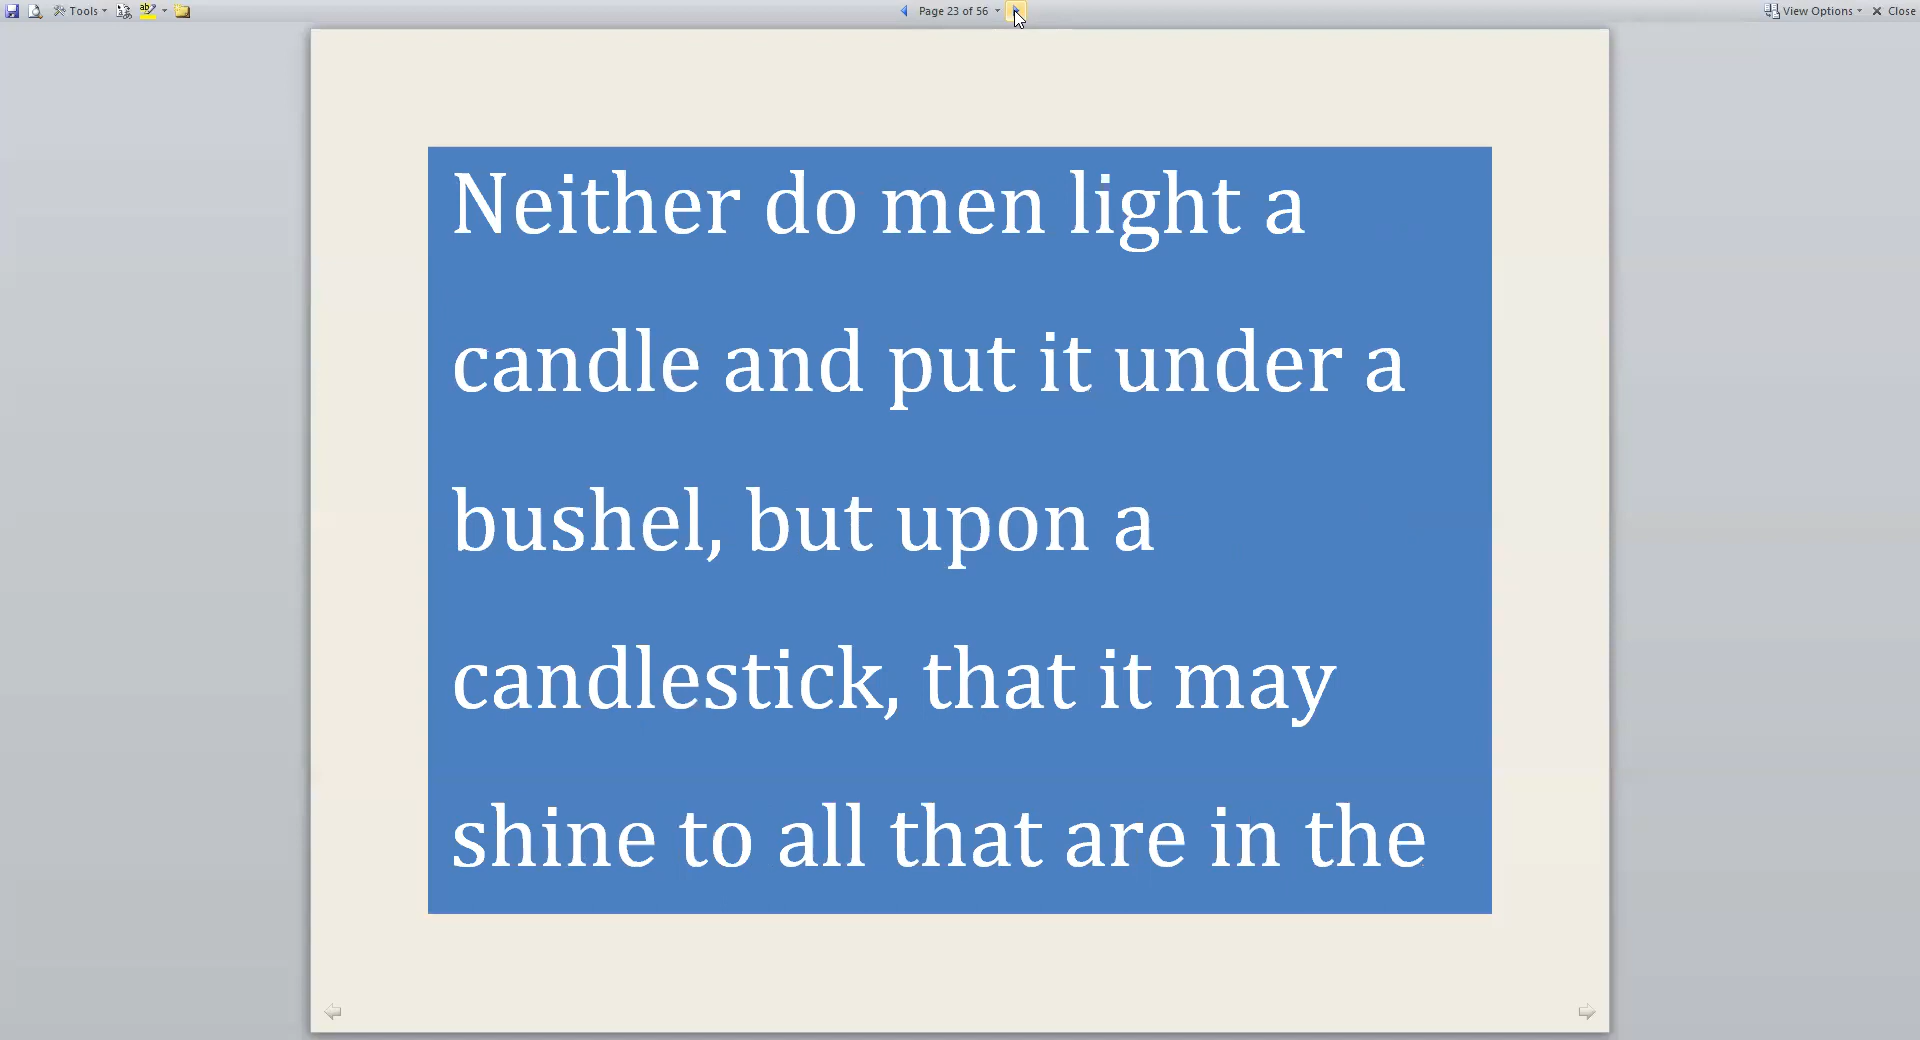 Tools
Page 23 of 56
View Options
Close
Neither do men light a
candle and put it under a
bushel, but upon a
candlestick, that it may
shine to all that are in the